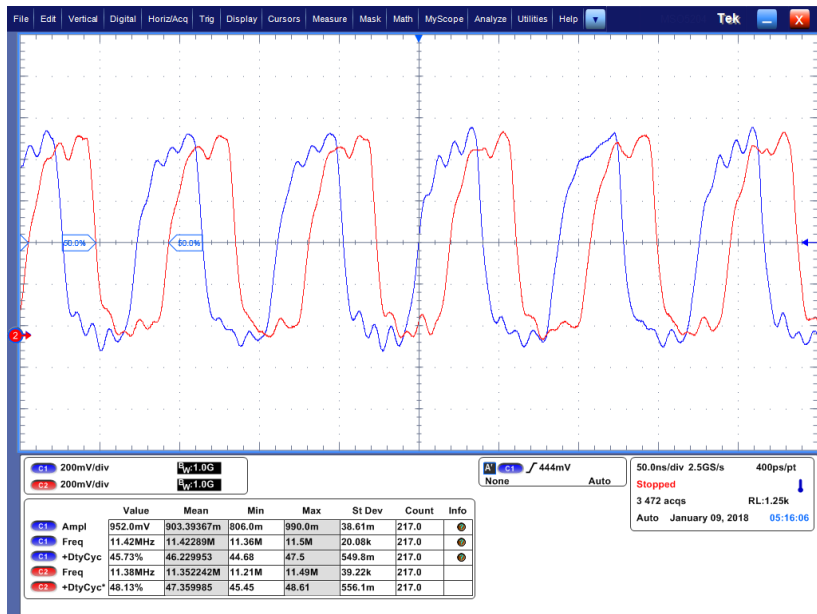 File Edit Vertical Digital Horiz/Acq Trig Display Cursors Measure Mask Math MyScope Analyze Utilities Help Tek X
50.0% 50.0%
2
C1 200mV/div BW:1.0G
C2 200mV/div BW:1.0G
A' C1 444mV
None Auto
50.0ns/div 2.5GS/s 400ps/pt
Stopped
3 472 acqs RL:1.25k
Auto January 09, 2018 05:16:06
Value Mean Min Max St Dev Count Info
C1 Ampl 952.0mV 903.39367m 806.0m 990.0m 38.61m 217.0
C1 Freq 11.42MHz 11.42289M 11.36M 11.5M 20.08k 217.0
C1 +DtyCyc 45.73% 46.229953 44.68 47.5 549.8m 217.0
C2 Freq 11.38MHz 11.352242M 11.21M 11.49M 39.22k 217.0
C2 +DtyCyc* 48.13% 47.359985 45.45 48.61 556.1m 217.0